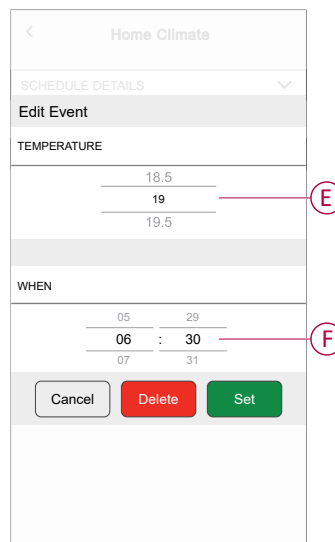 Home Climate
SCHEDULE DETAILS
Edit Event
TEMPERATURE
18.5
19 E
19.5
WHEN
05 29
06 : 30 F
07 31
Cancel Delete Set